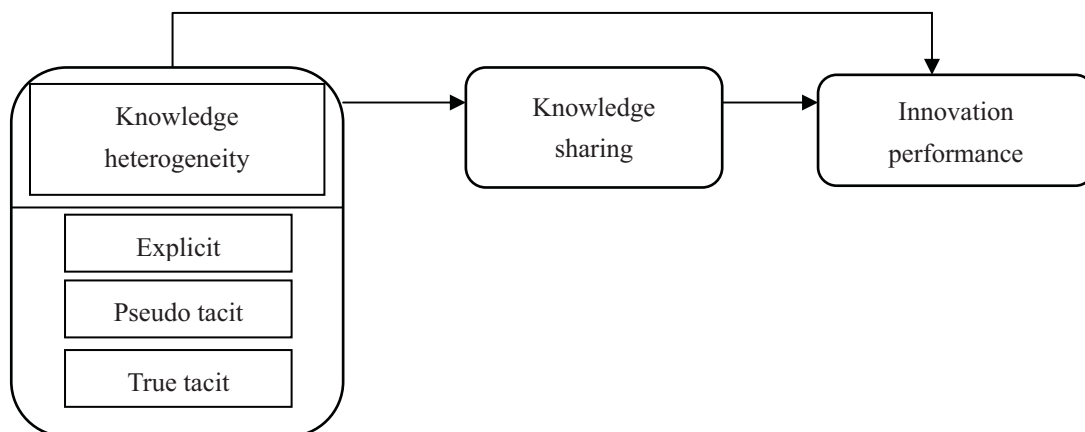 Knowledge
heterogeneity
Explicit
Pseudo tacit
True tacit
Knowledge
sharing
Innovation
performance